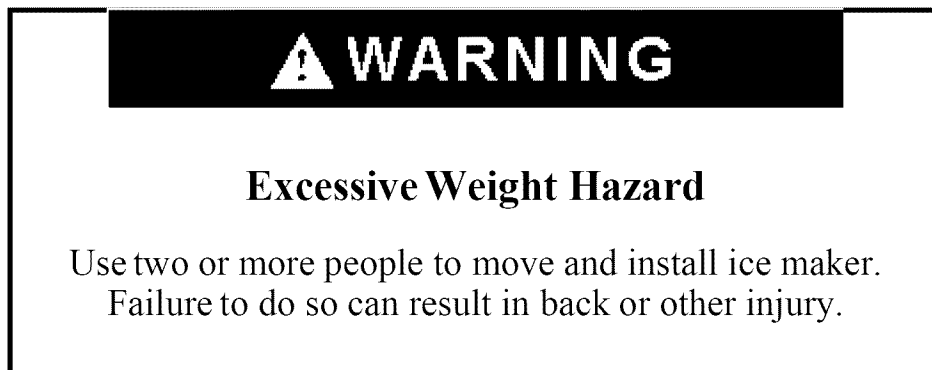 WARNING
Excessive Weight Hazard
Use two or more people to move and install ice maker.
Failure to do so can result in back or other injury.